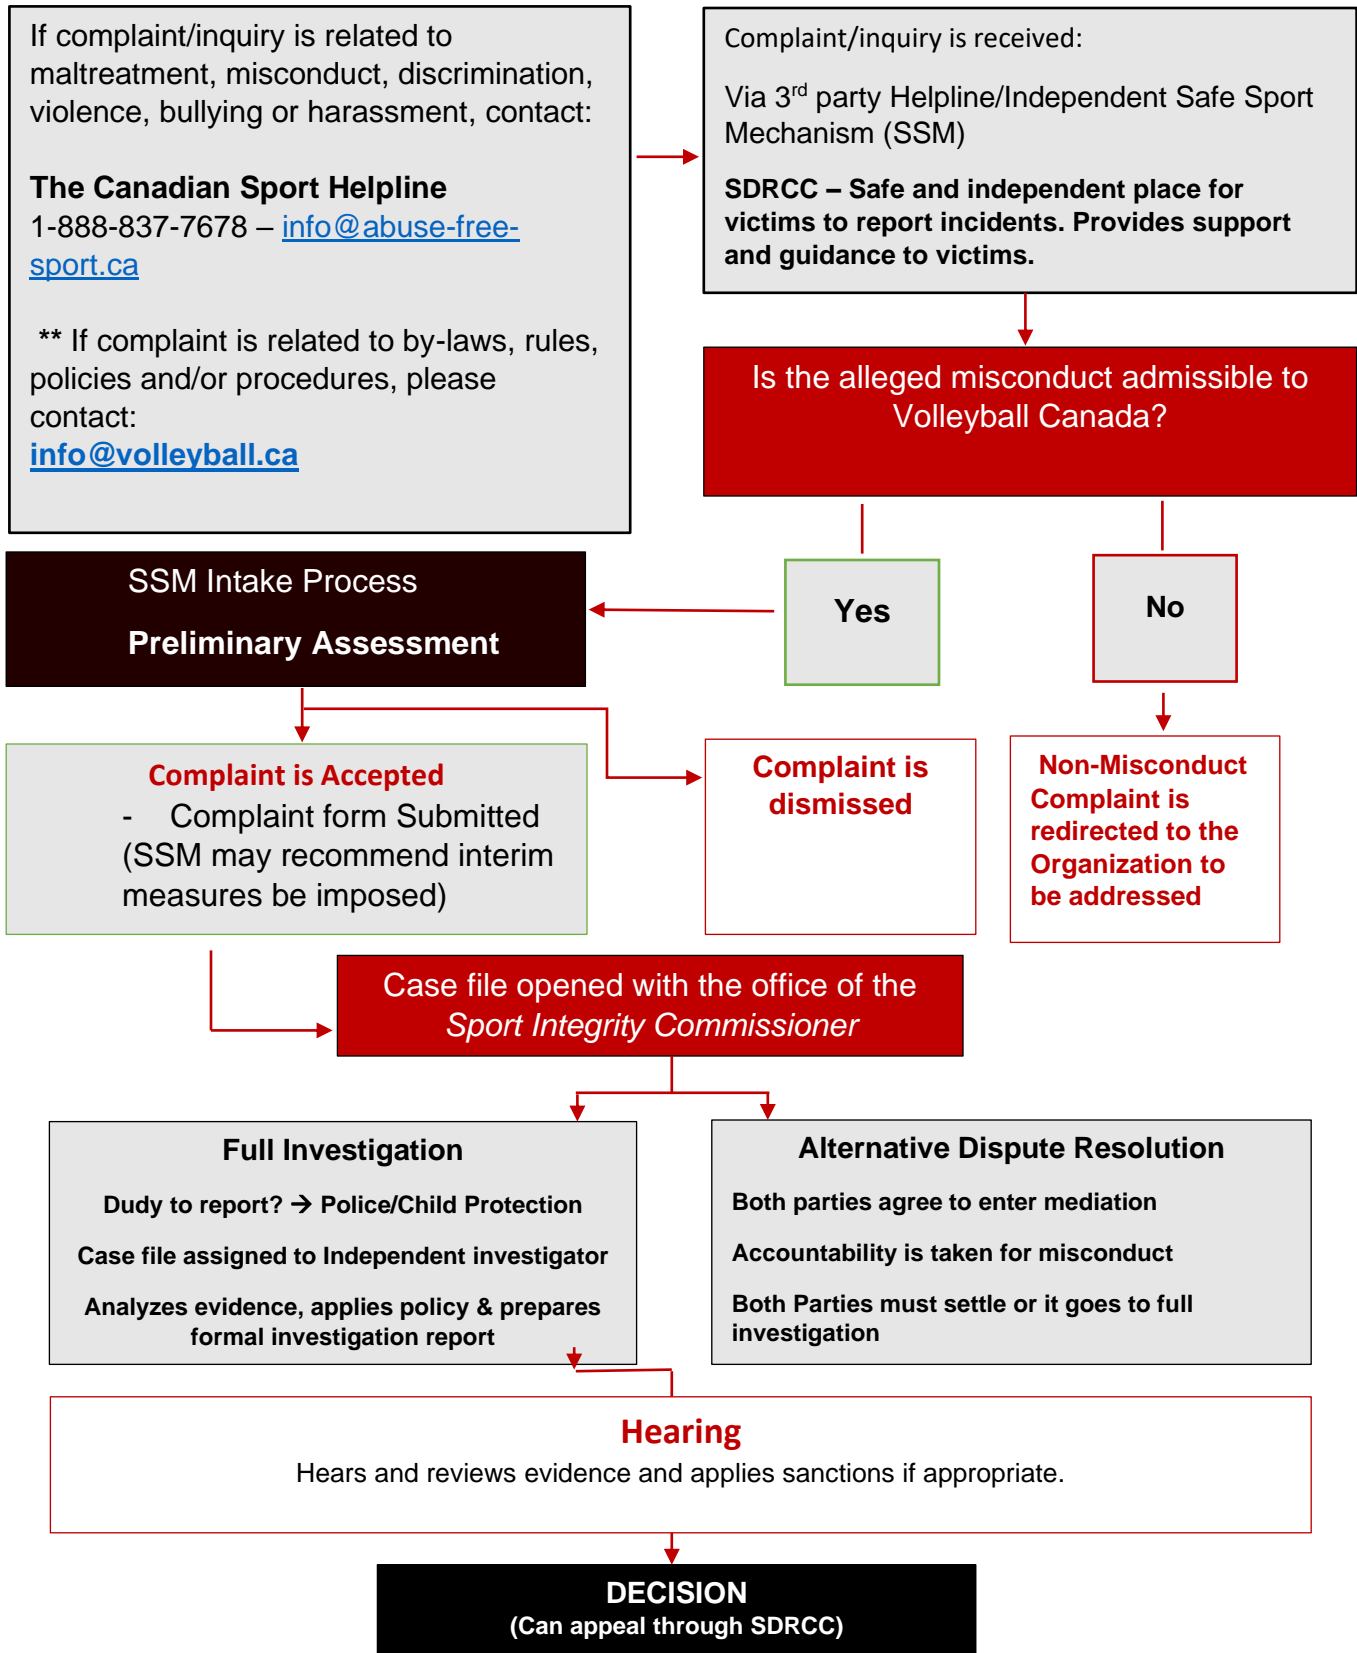 If complaint/inquiry is related to
maltreatment, misconduct, discrimination,
violence, bullying or harassment, contact:
The Canadian Sport Helpline
1-888-837-7678 – info@abuse-free-
sport.ca
** If complaint is related to by-laws, rules,
policies and/or procedures, please
contact:
info@volleyball.ca
Complaint/inquiry is received:
Via 3rd party Helpline/Independent Safe Sport
Mechanism (SSM)
SDRCC – Safe and independent place for
victims to report incidents. Provides support
and guidance to victims.
Is the alleged misconduct admissible to
Volleyball Canada?
Yes
No
SSM Intake Process
Preliminary Assessment
Complaint is Accepted
- Complaint form Submitted
(SSM may recommend interim
measures be imposed)
Complaint is
dismissed
Non-Misconduct
Complaint is
redirected to the
Organization to
be addressed
Case file opened with the office of the
Sport Integrity Commissioner
Full Investigation
Dudy to report? → Police/Child Protection
Case file assigned to Independent investigator
Analyzes evidence, applies policy & prepares
formal investigation report
Alternative Dispute Resolution
Both parties agree to enter mediation
Accountability is taken for misconduct
Both Parties must settle or it goes to full
investigation
Hearing
Hears and reviews evidence and applies sanctions if appropriate.
DECISION
(Can appeal through SDRCC)